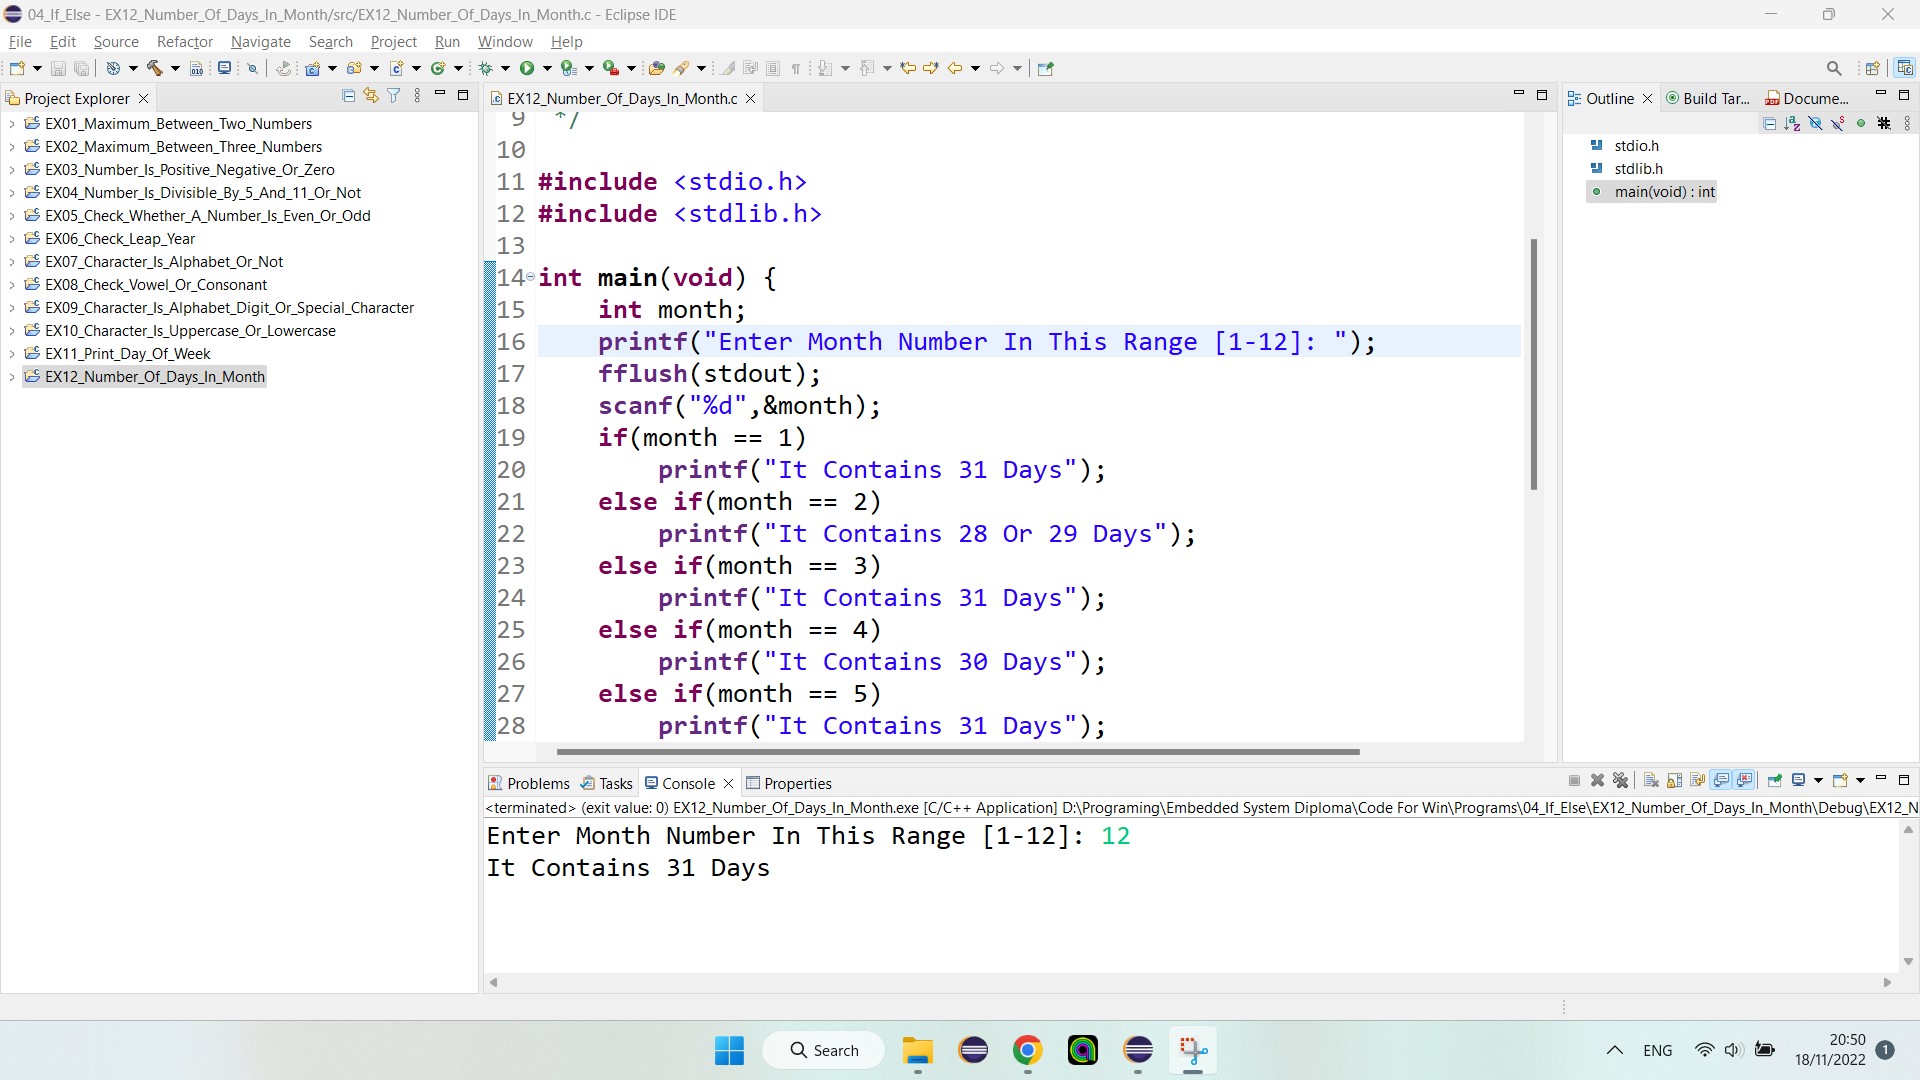 04_If_Else - EX12_Number_Of_Days_In_Month/src/EX12_Number_Of_Days_In_Month.c - Eclipse IDE
File Edit Source Refactor Navigate Search Project Run Window Help
Project Explorer
EX01_Maximum_Between_Two_Numbers
EX02_Maximum_Between_Three_Numbers
EX03_Number_Is_Positive_Negative_Or_Zero
EX04_Number_Is_Divisible_By_5_And_11_Or_Not
EX05_Check_Whether_A_Number_Is_Even_Or_Odd
EX06_Check_Leap_Year
EX07_Character_Is_Alphabet_Or_Not
EX08_Check_Vowel_Or_Consonant
EX09_Character_Is_Alphabet_Digit_Or_Special_Character
EX10_Character_Is_Uppercase_Or_Lowercase
EX11_Print_Day_Of_Week
EX12_Number_Of_Days_In_Month
EX12_Number_Of_Days_In_Month.c
9 */
10
11 #include <stdio.h>
12 #include <stdlib.h>
13
14 int main(void) {
15 int month;
16 printf("Enter Month Number In This Range [1-12]: ");
17 fflush(stdout);
18 scanf("%d",&month);
19 if(month == 1)
20 printf("It Contains 31 Days");
21 else if(month == 2)
22 printf("It Contains 28 Or 29 Days");
23 else if(month == 3)
24 printf("It Contains 31 Days");
25 else if(month == 4)
26 printf("It Contains 30 Days");
27 else if(month == 5)
28 printf("It Contains 31 Days");
Outline Build Tar... Docume...
stdio.h
stdlib.h
main(void) : int
Problems Tasks Console Properties
<terminated> (exit value: 0) EX12_Number_Of_Days_In_Month.exe [C/C++ Application] D:\Programing\Embedded System Diploma\Code For Win\Programs\04_If_Else\EX12_Number_Of_Days_In_Month\Debug\EX12_N
Enter Month Number In This Range [1-12]: 12
It Contains 31 Days
Search
ENG
20:50
18/11/2022
1